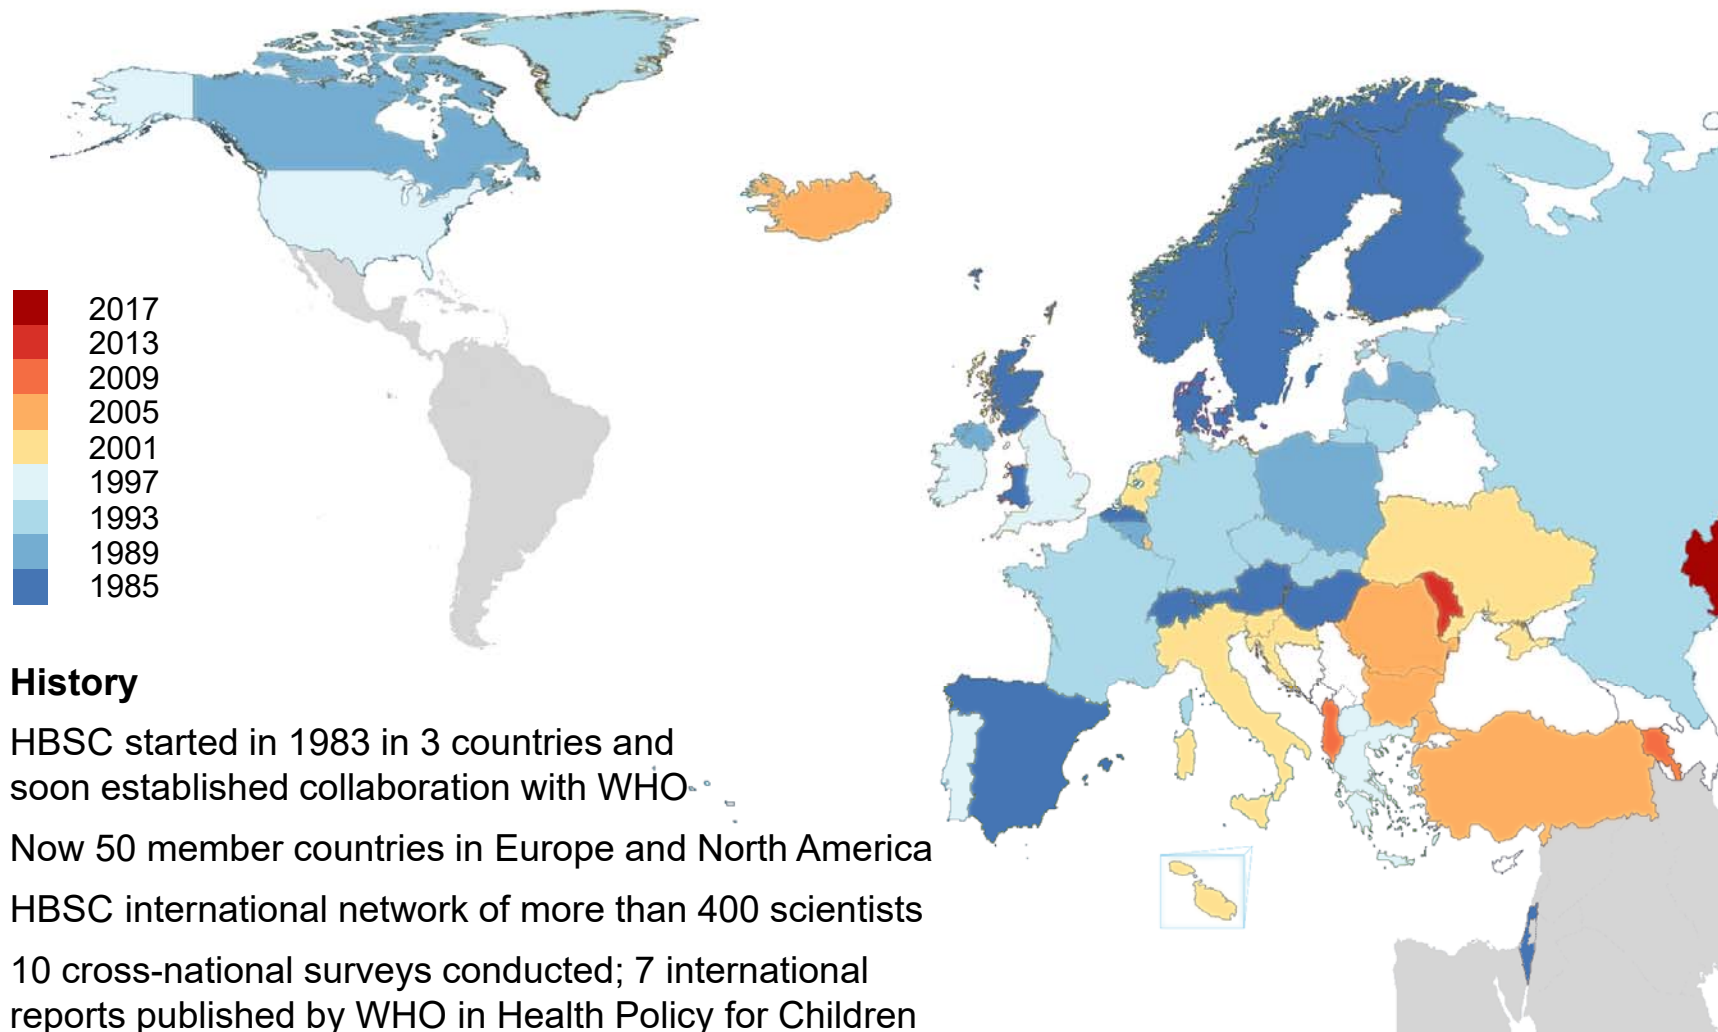 2017
2013
2009
2005
2001
1997
1993
1989
1985
History
HBSC started in 1983 in 3 countries and
soon established collaboration with WHO
Now 50 member countries in Europe and North America
HBSC international network of more than 400 scientists
10 cross-national surveys conducted; 7 international
reports published by WHO in Health Policy for Children